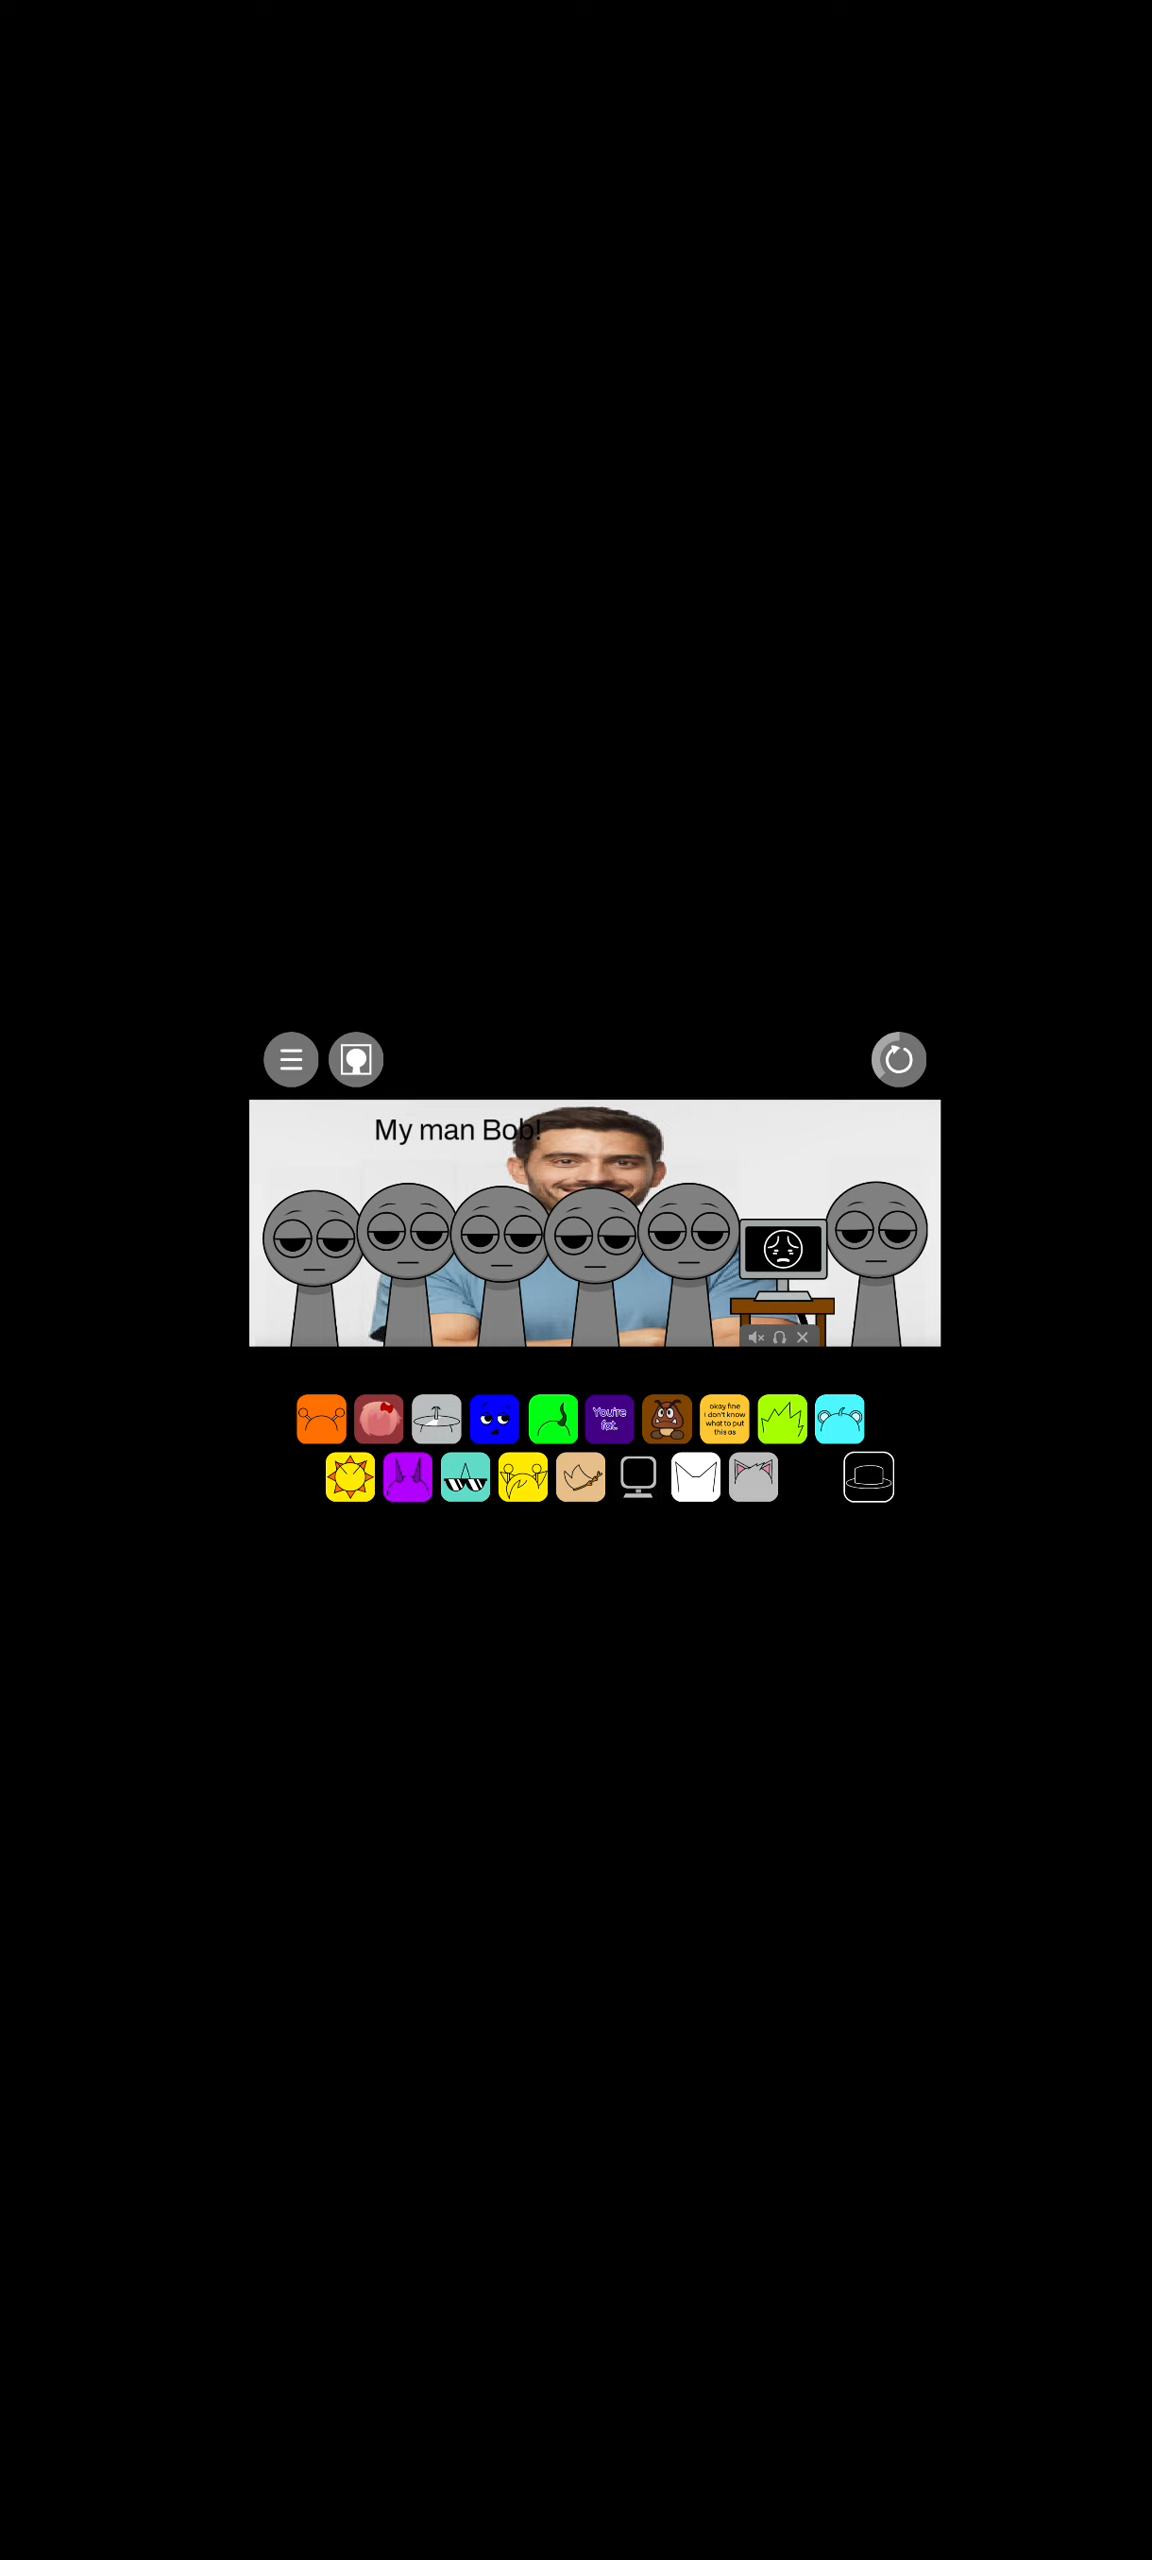 My man Bob!
You're
fat.
okay fine
i don't know
what to put
this as